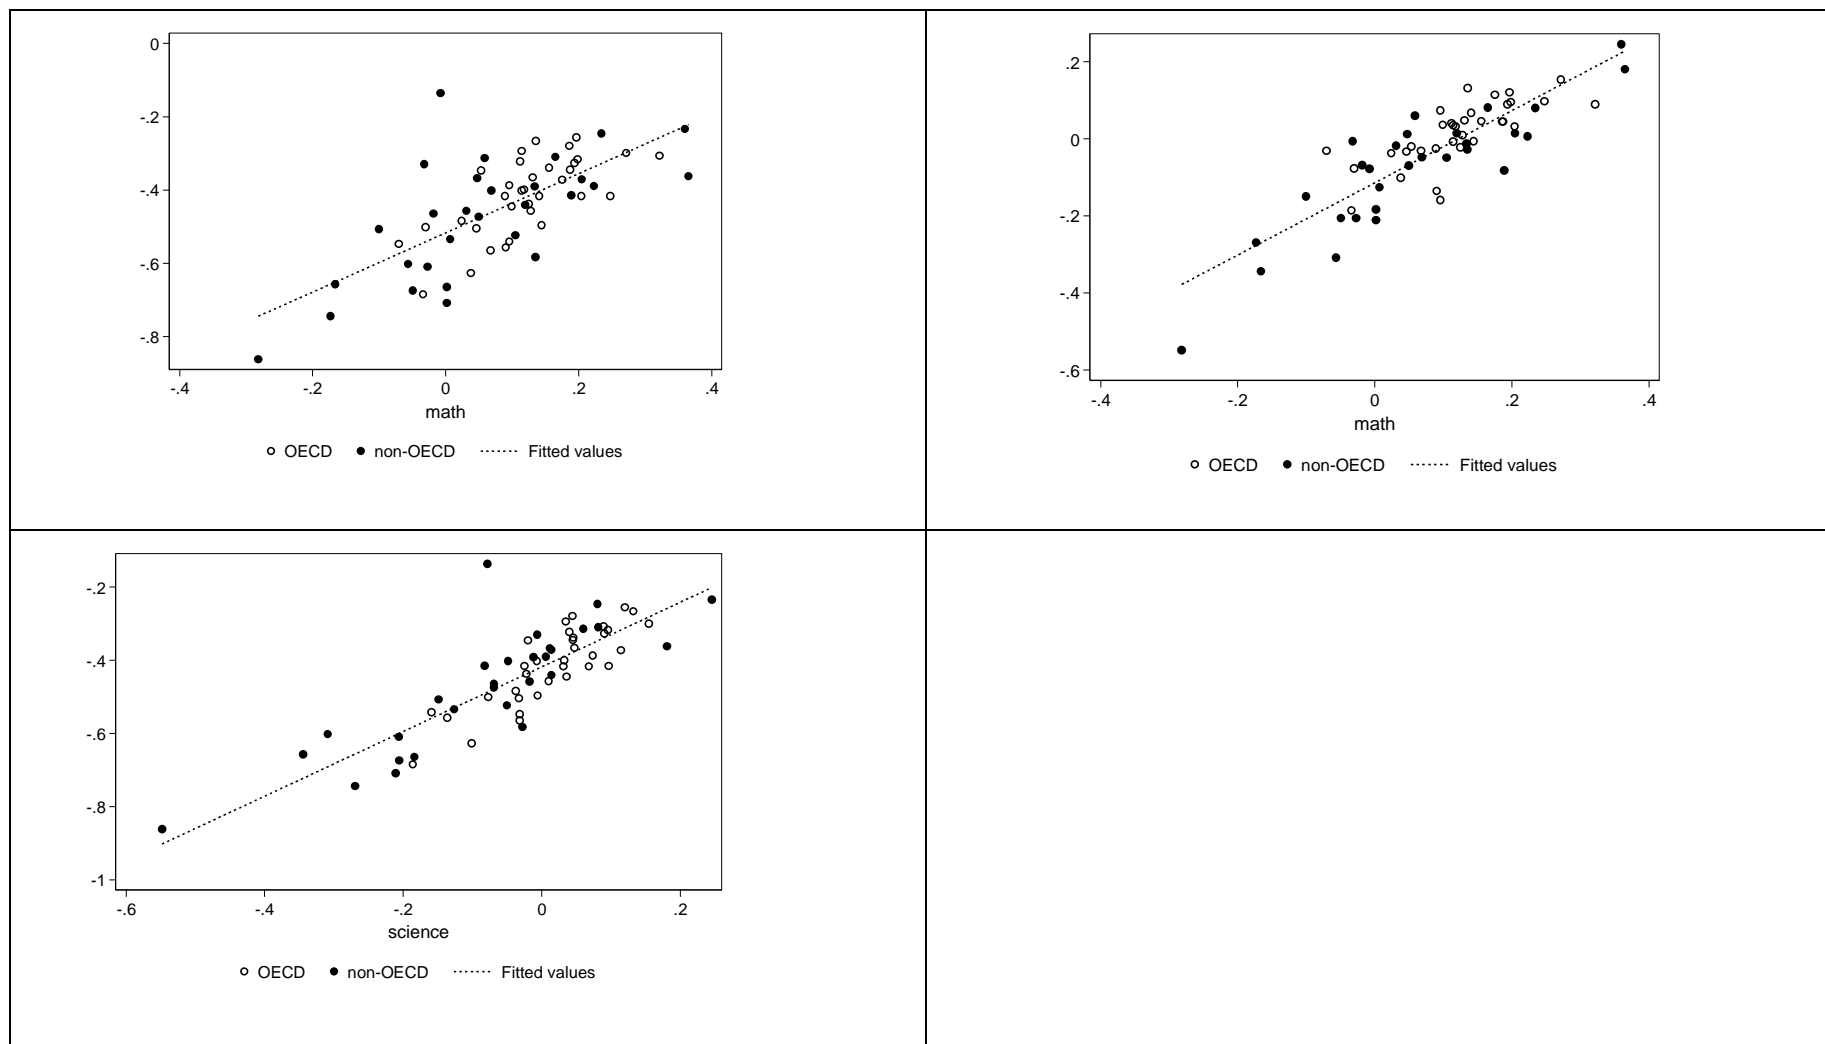 0
-.2
-.4
-.6
-.8
-.4 -.2 0 .2 .4
math
OECD non-OECD Fitted values
.2
0
-.2
-.4
-.6
-.4 -.2 0 .2 .4
math
OECD non-OECD Fitted values
-.2
-.4
-.6
-.8
-1
-.6 -.4 -.2 0 .2
science
OECD non-OECD Fitted values